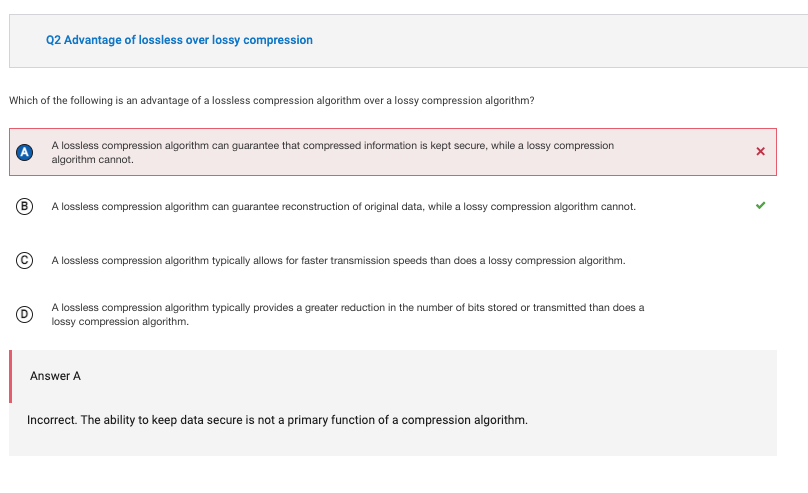 Q2 Advantage of lossless over lossy compression
Which of the following is an advantage of a lossless compression algorithm over a lossy compression algorithm?
A
A lossless compression algorithm can guarantee that compressed information is kept secure, while a lossy compression
algorithm cannot.
B
A lossless compression algorithm can guarantee reconstruction of original data, while a lossy compression algorithm cannot.
C
A lossless compression algorithm typically allows for faster transmission speeds than does a lossy compression algorithm.
D
A lossless compression algorithm typically provides a greater reduction in the number of bits stored or transmitted than does a
lossy compression algorithm.
Answer A
Incorrect. The ability to keep data secure is not a primary function of a compression algorithm.